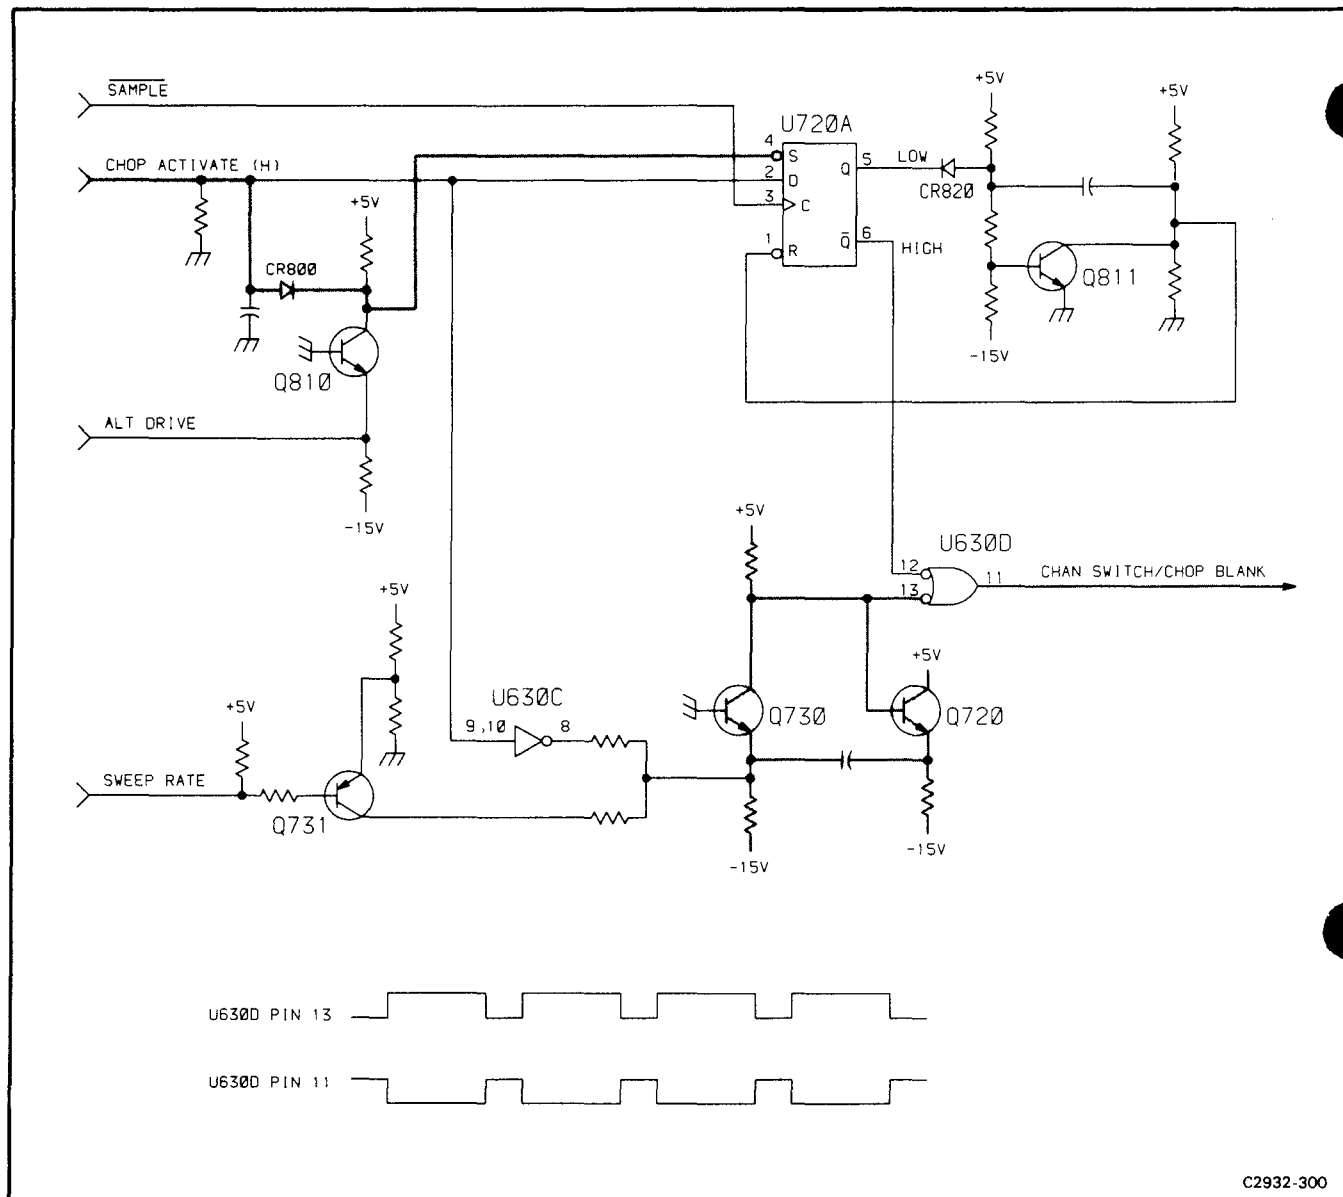 SAMPLE
CHOP ACTIVATE (H)
+5V
CR800
Q810
ALT DRIVE
-15V
U720A
4
S
2
D
3
C
1
R
Q
5
LOW
Q̅
6
HIGH
+5V
CR820
+5V
Q811
-15V
+5V
U630D
12
13
11
CHAN SWITCH/CHOP BLANK
+5V
+5V
SWEEP RATE
Q731
U630C
9,10
8
Q730
+5V
Q720
-15V
-15V
U630D PIN 13
U630D PIN 11
C2932-300